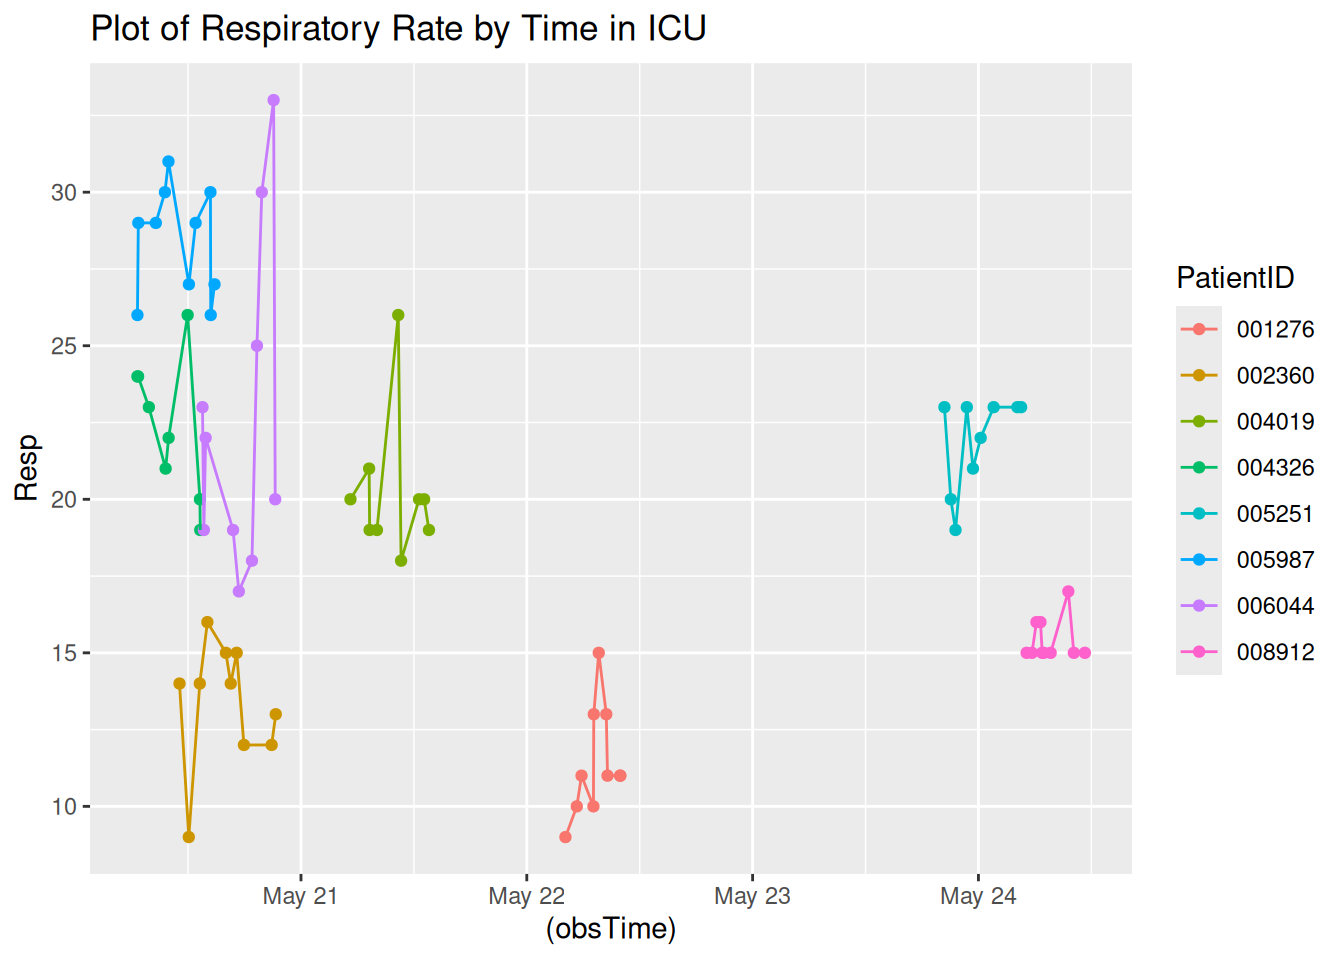 Plot of Respiratory Rate by Time in ICU
Resp
30
25
20
15
10
May 21
May 22
May 23
May 24
(obsTime)
PatientID
001276
002360
004019
004326
005251
005987
006044
008912